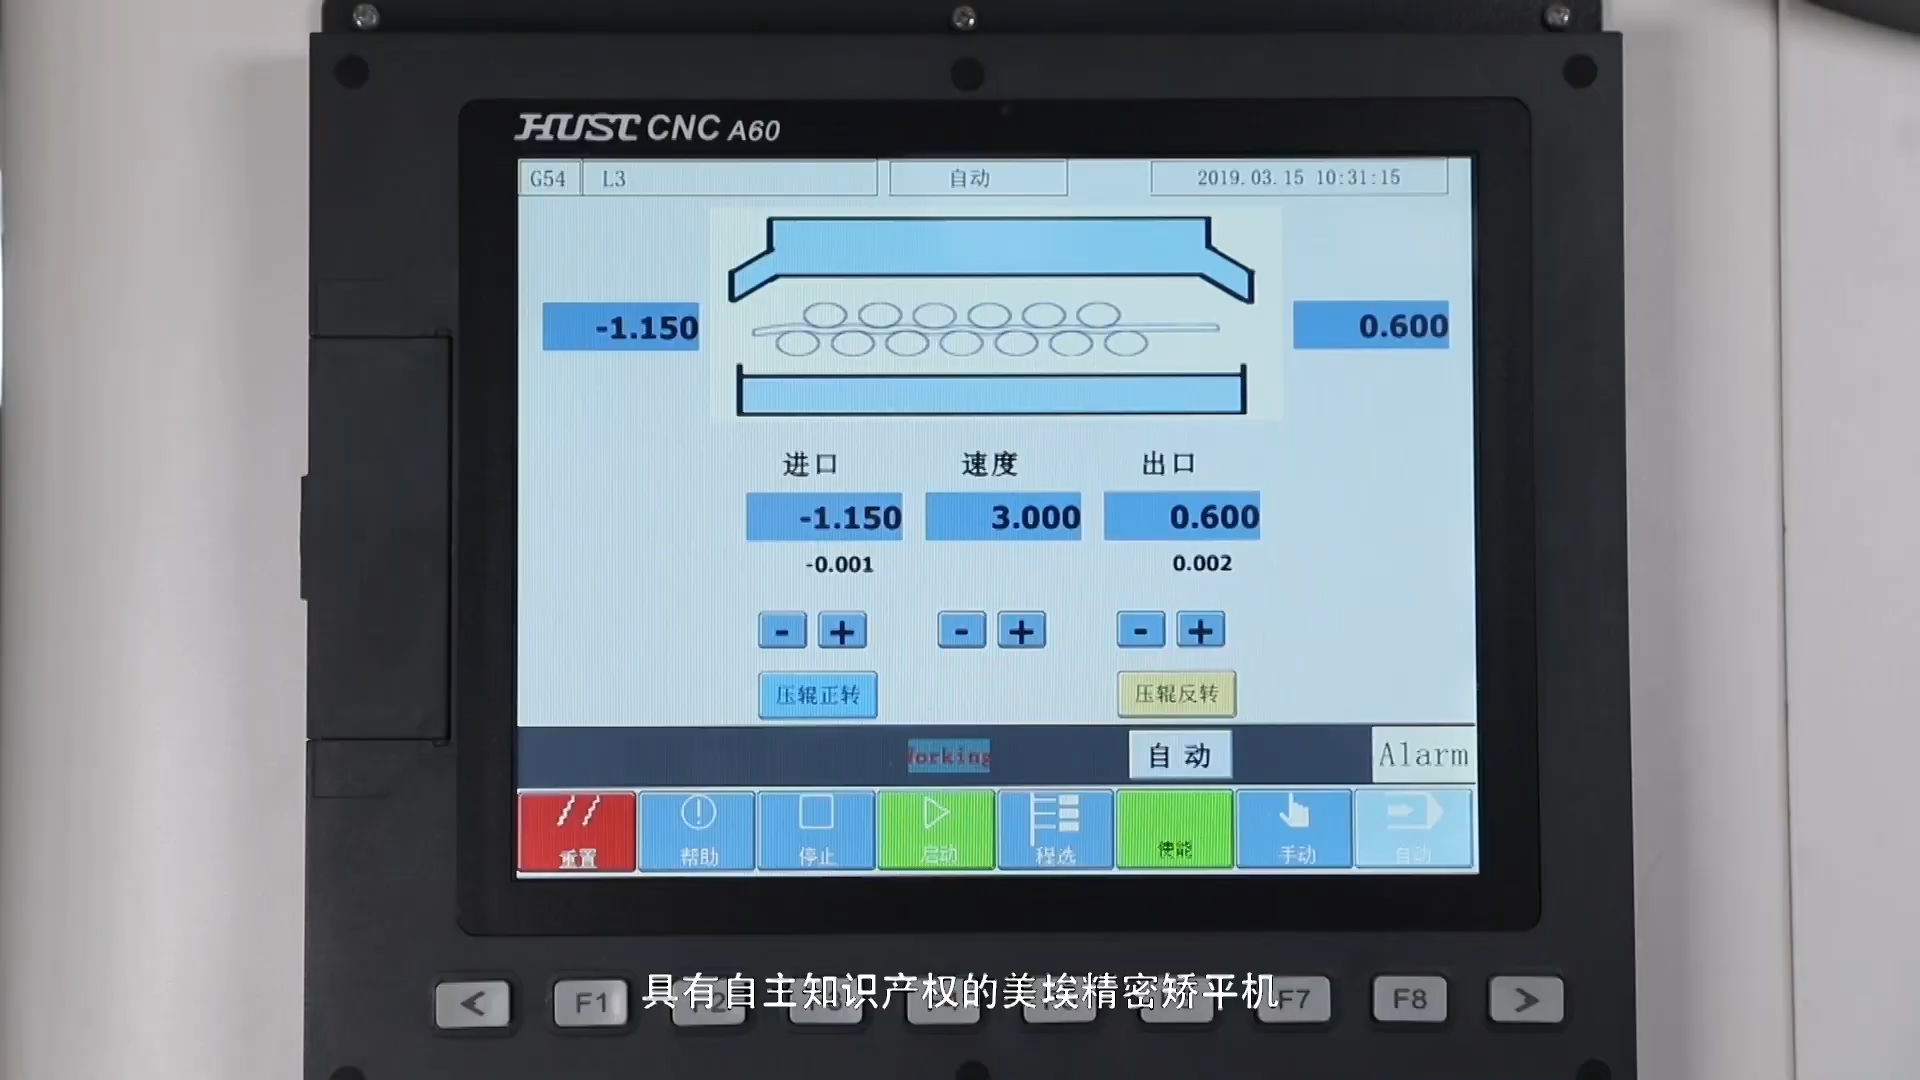 HUST CNC A60
G54 L3 自动 2019.03.15 10:31:15
-1.150 0.600
进口 速度 出口
-1.150 3.000 0.600
-0.001 0.002
- + - + - +
压辊正转 压辊反转
自动 Alarm
重置 帮助 停止 启动 程选 使能 手动 自动
具有自主知识产权的美埃精密矫平机
< F1 F7 F8 >